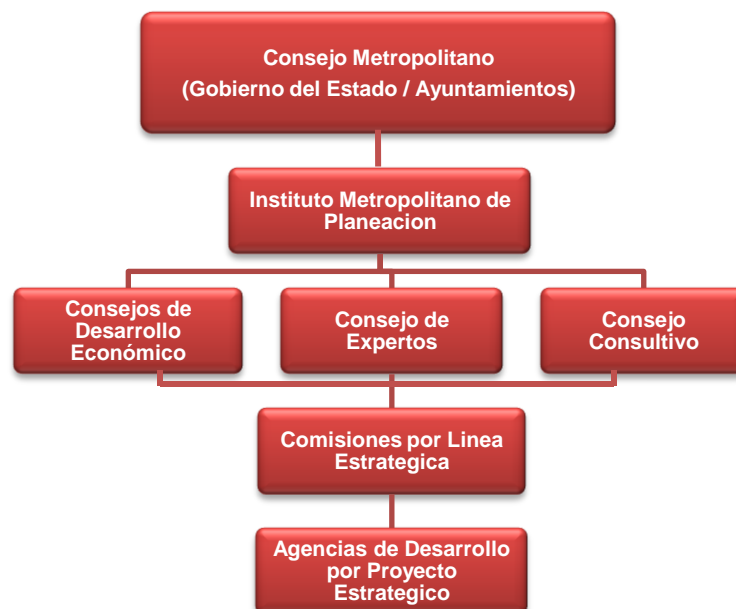 Consejo Metropolitano
(Gobierno del Estado / Ayuntamientos)
Instituto Metropolitano de
Planeacion
Consejos de
Desarrollo
Económico
Consejo de
Expertos
Consejo
Consultivo
Comisiones por Linea
Estrategica
Agencias de Desarrollo
por Proyecto
Estrategico